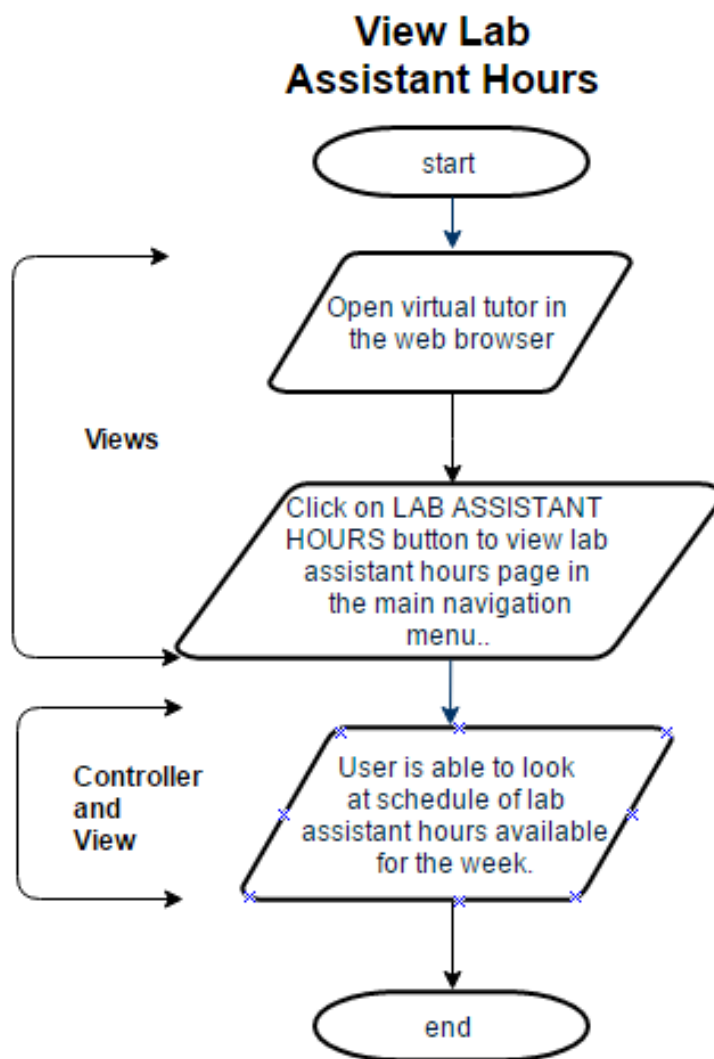 View Lab
Assistant Hours
start
Open virtual tutor in
the web browser
Views
Click on LAB ASSISTANT
HOURS button to view lab
assistant hours page in
the main navigation
menu..
Controller
and
View
User is able to look
at schedule of lab
assistant hours available
for the week.
end